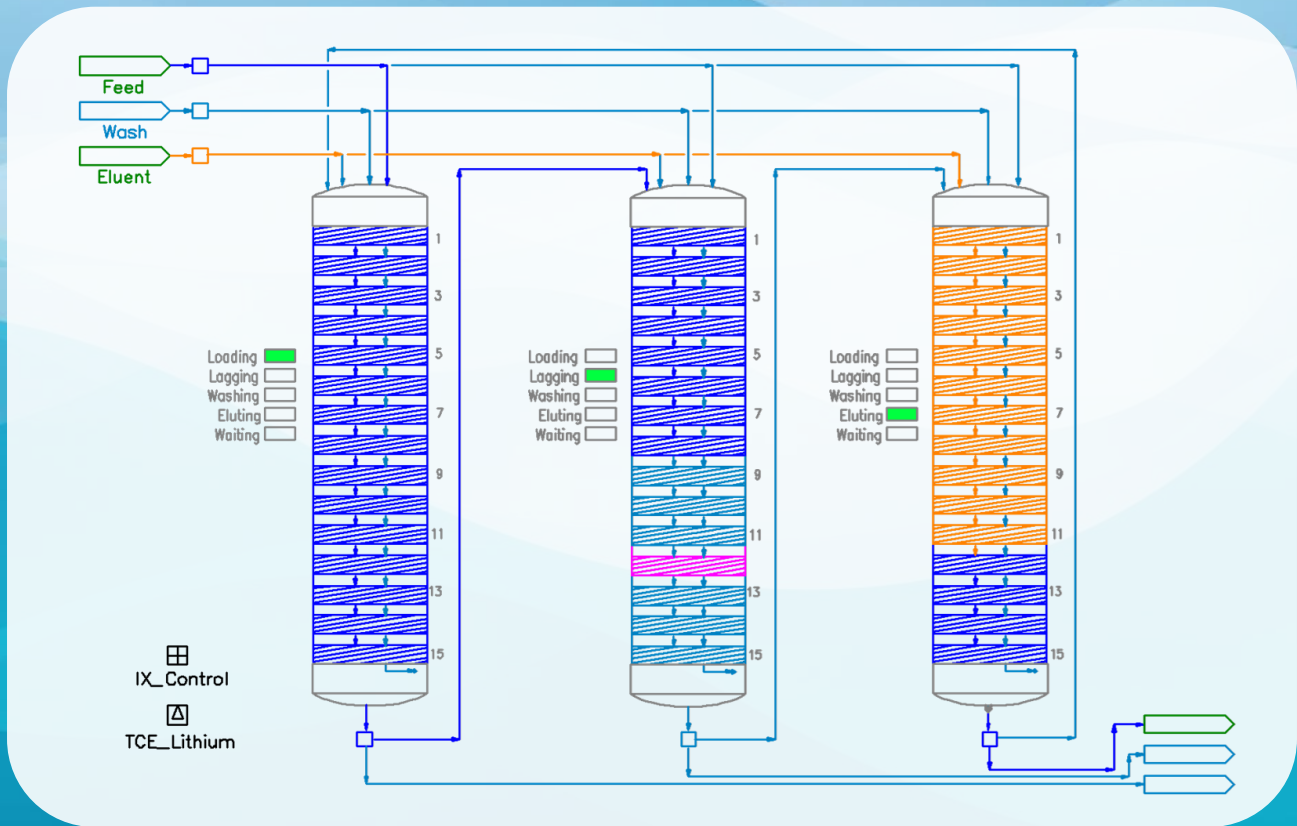 Feed
Wash
Eluent
1
3
5
7
9
11
13
15
Loading
Lagging
Washing
Eluting
Waiting
1
3
5
7
9
11
13
15
Loading
Lagging
Washing
Eluting
Waiting
1
3
5
7
9
11
13
15
Loading
Lagging
Washing
Eluting
Waiting
IX_Control
TCE_Lithium